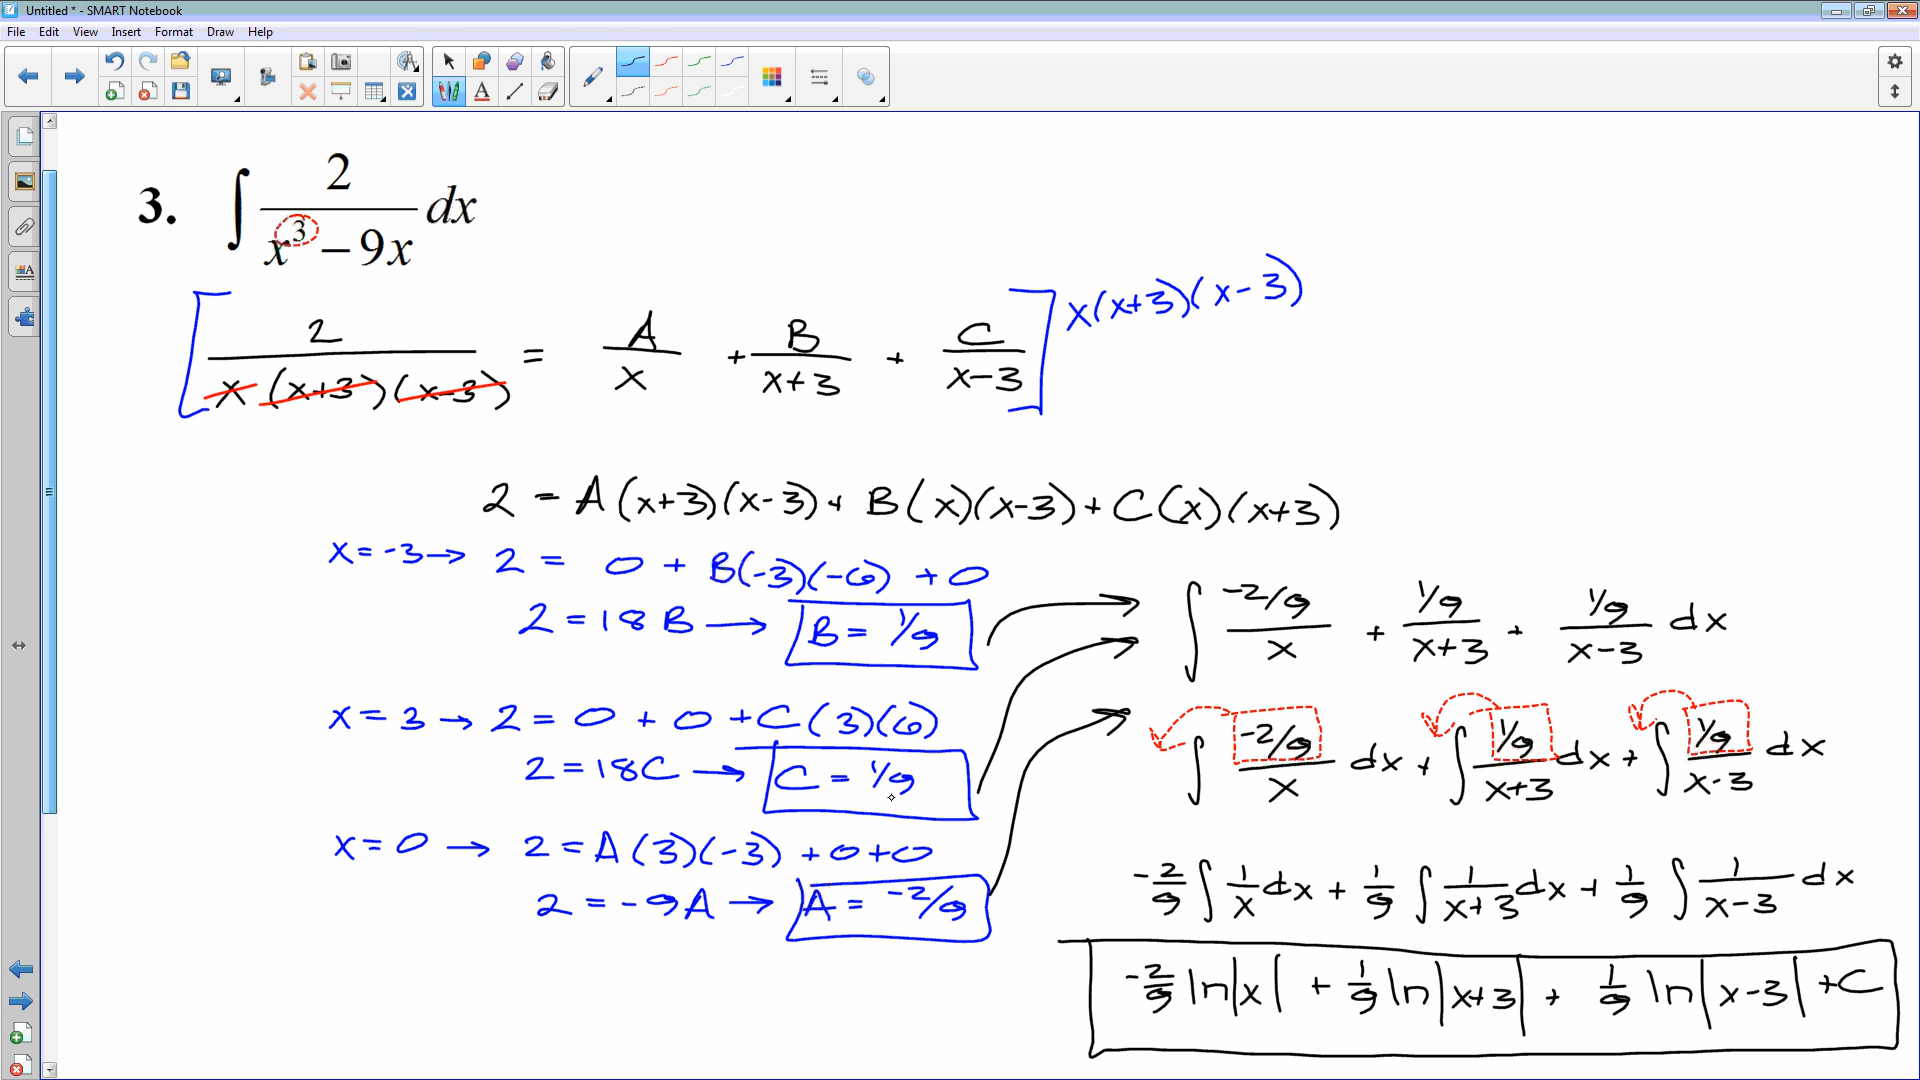 Untitled * - SMART Notebook
File Edit View Insert Format Draw Help
3. ∫ 2/(x³ − 9x) dx
[2/(x(x+3)(x-3)) = A/x + B/(x+3) + C/(x-3)] x(x+3)(x-3)
2 = A(x+3)(x-3) + B(x)(x-3) + C(x)(x+3)
x = -3 → 2 = 0 + B(-3)(-6) + 0
2 = 18B → B = 1/9
x = 3 → 2 = 0 + 0 + C(3)(6)
2 = 18C → C = 1/9
x = 0 → 2 = A(3)(-3) + 0 + 0
2 = -9A → A = -2/9
∫ (-2/9)/x + (1/9)/(x+3) + (1/9)/(x-3) dx
∫ (-2/9)/x dx + ∫ (1/9)/(x+3) dx + ∫ (1/9)/(x-3) dx
-2/9 ∫ 1/x dx + 1/9 ∫ 1/(x+3) dx + 1/9 ∫ 1/(x-3) dx
-2/9 ln|x| + 1/9 ln|x+3| + 1/9 ln|x-3| + C